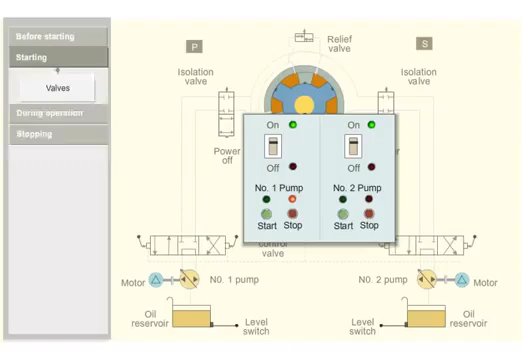 Before starting
Starting
Valves
During operation
Stopping
P
Relief
valve
S
Isolation
valve
Isolation
valve
Power
off
On
Off
No. 1 Pump
Start
Stop
On
Off
No. 2 Pump
Start
Stop
control
valve
Motor
N0. 1 pump
N0. 2 pump
Motor
Oil
reservoir
Level
switch
Level
switch
Oil
reservoir